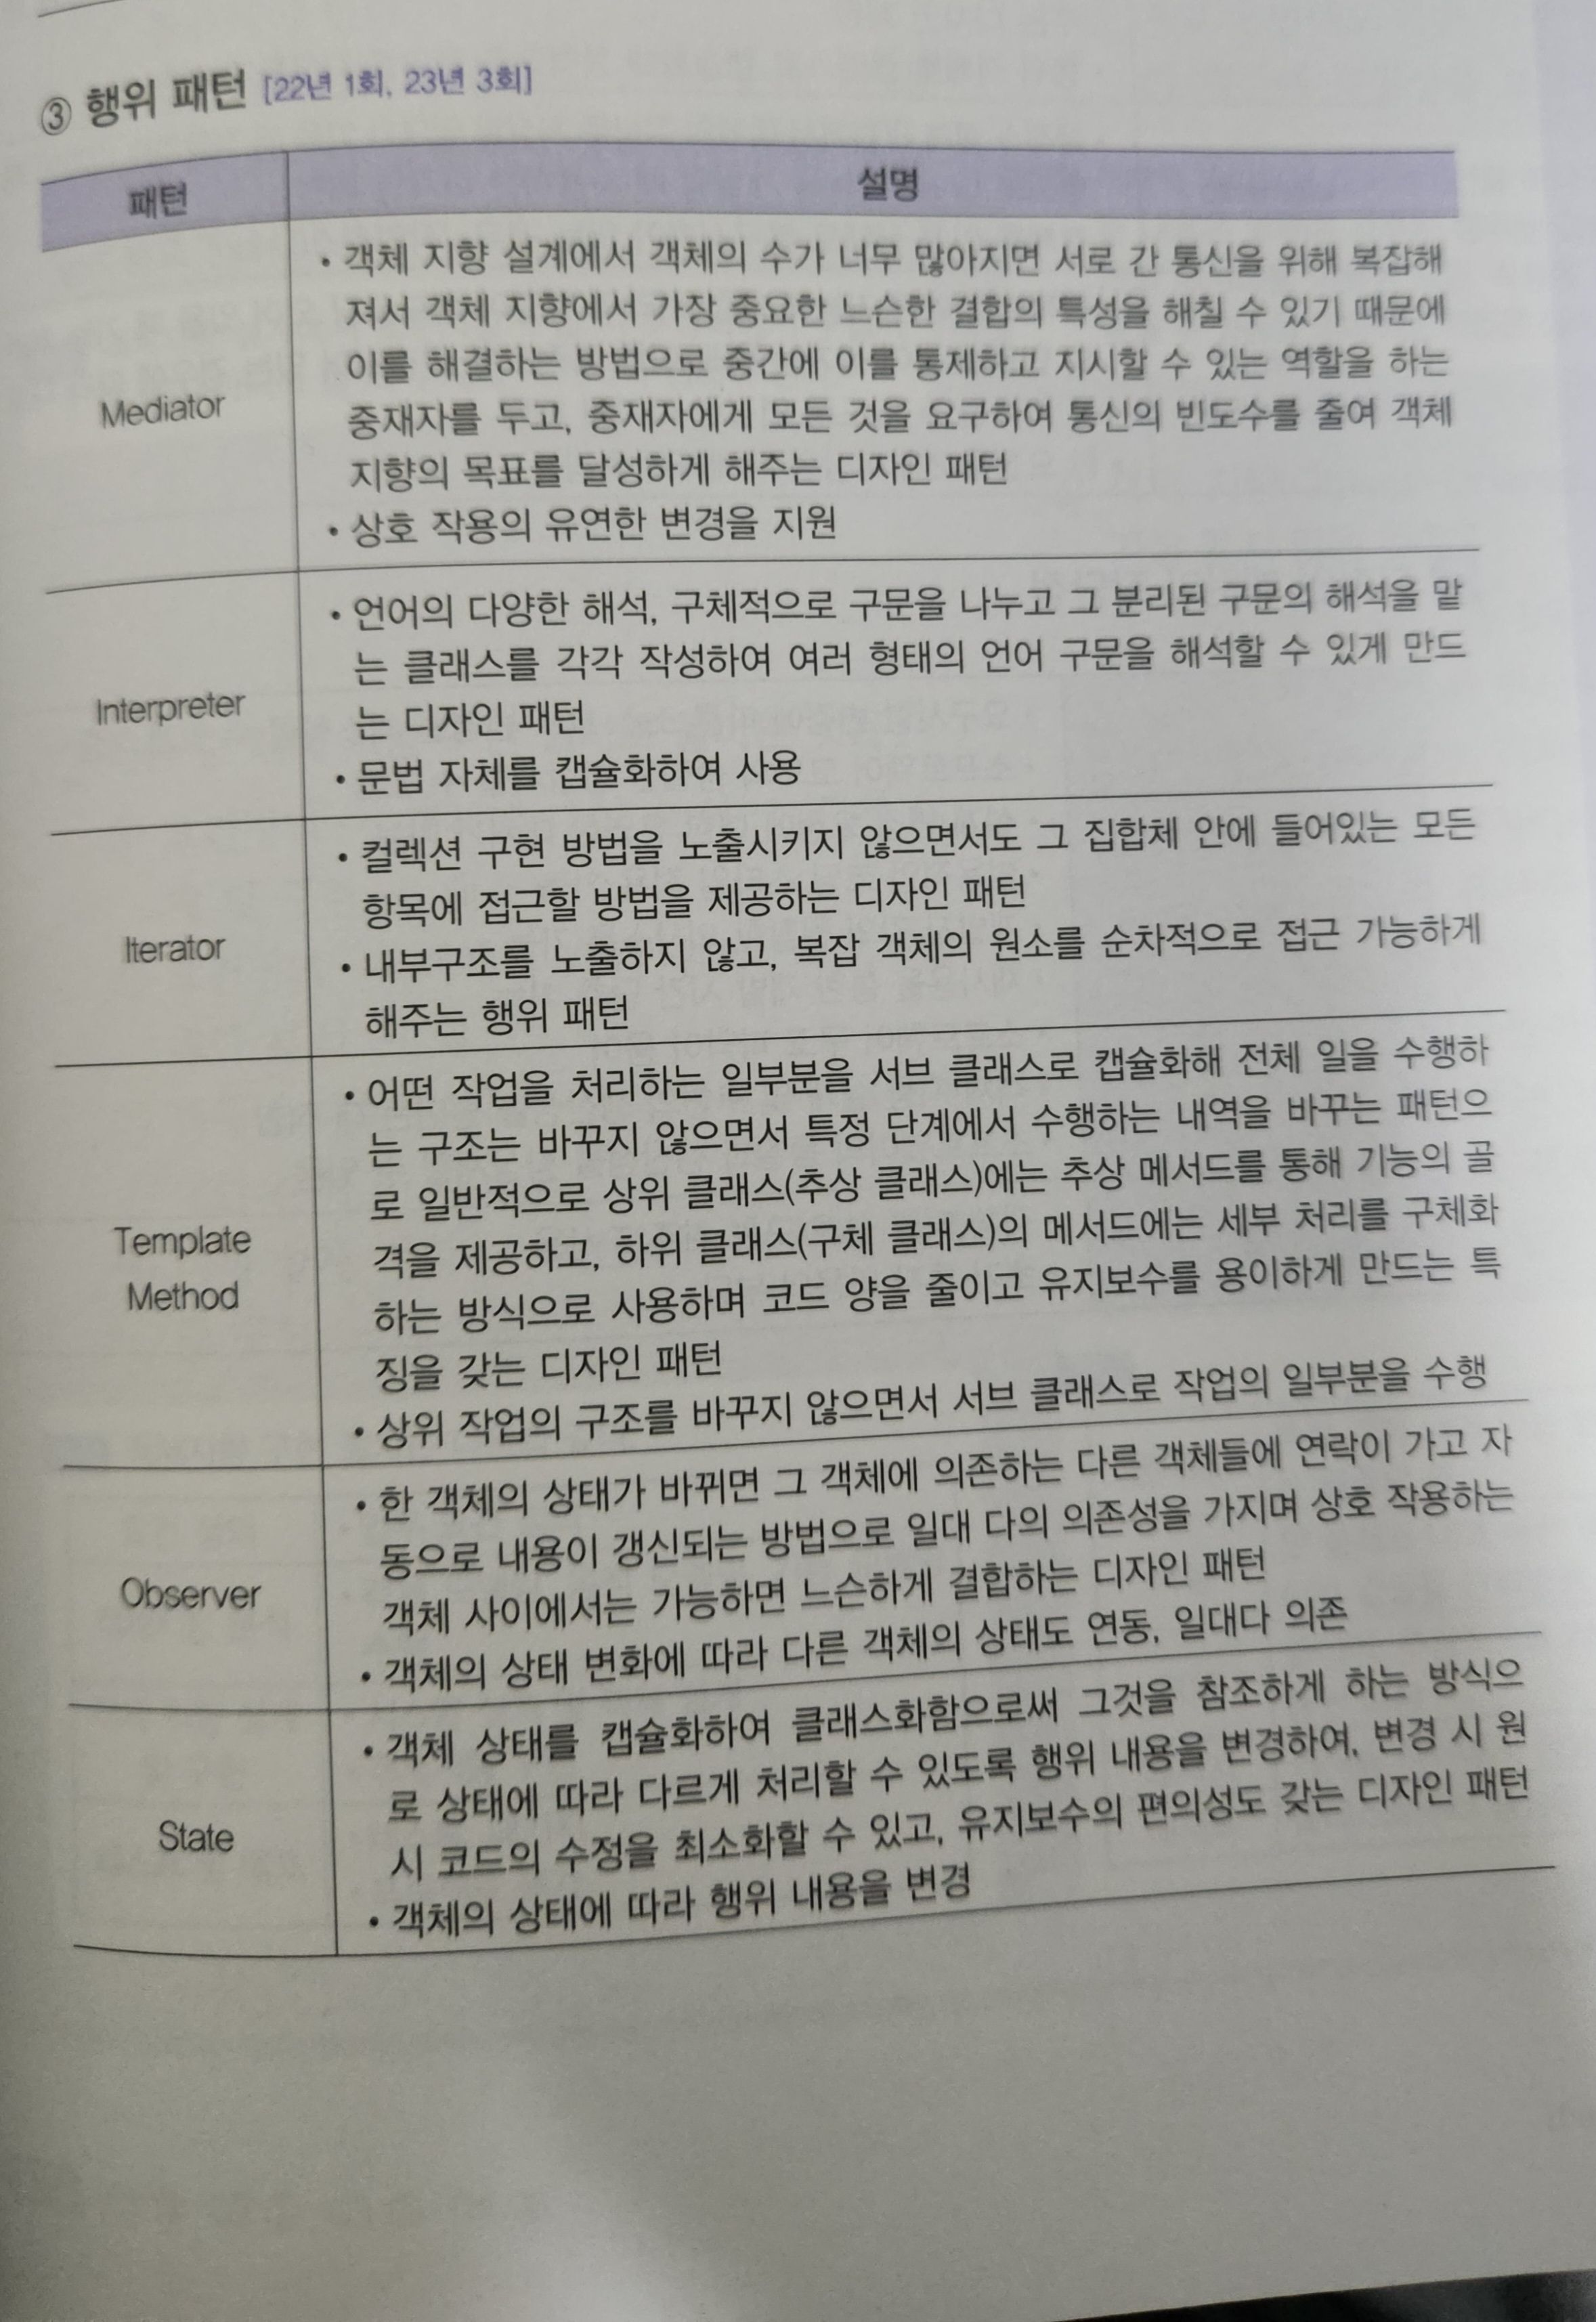 ③ 행위 패턴 [22년 1회, 23년 3회]
패턴
설명
Mediator
• 객체 지향 설계에서 객체의 수가 너무 많아지면 서로 간 통신을 위해 복잡해
져서 객체 지향에서 가장 중요한 느슨한 결합의 특성을 해칠 수 있기 때문에
이를 해결하는 방법으로 중간에 이를 통제하고 지시할 수 있는 역할을 하는
중재자를 두고, 중재자에게 모든 것을 요구하여 통신의 빈도수를 줄여 객체
지향의 목표를 달성하게 해주는 디자인 패턴
• 상호 작용의 유연한 변경을 지원
Interpreter
• 언어의 다양한 해석, 구체적으로 구문을 나누고 그 분리된 구문의 해석을 맡
는 클래스를 각각 작성하여 여러 형태의 언어 구문을 해석할 수 있게 만드
는 디자인 패턴
• 문법 자체를 캡슐화하여 사용
Iterator
• 컬렉션 구현 방법을 노출시키지 않으면서도 그 집합체 안에 들어있는 모든
항목에 접근할 방법을 제공하는 디자인 패턴
• 내부구조를 노출하지 않고, 복잡 객체의 원소를 순차적으로 접근 가능하게
해주는 행위 패턴
Template
Method
• 어떤 작업을 처리하는 일부분을 서브 클래스로 캡슐화해 전체 일을 수행하
는 구조는 바꾸지 않으면서 특정 단계에서 수행하는 내역을 바꾸는 패턴으
로 일반적으로 상위 클래스(추상 클래스)에는 추상 메서드를 통해 기능의 골
격을 제공하고, 하위 클래스(구체 클래스)의 메서드에는 세부 처리를 구체화
하는 방식으로 사용하며 코드 양을 줄이고 유지보수를 용이하게 만드는 특
징을 갖는 디자인 패턴
• 상위 작업의 구조를 바꾸지 않으면서 서브 클래스로 작업의 일부분을 수행
Observer
• 한 객체의 상태가 바뀌면 그 객체에 의존하는 다른 객체들에 연락이 가고 자
동으로 내용이 갱신되는 방법으로 일대 다의 의존성을 가지며 상호 작용하는
객체 사이에서는 가능하면 느슨하게 결합하는 디자인 패턴
• 객체의 상태 변화에 따라 다른 객체의 상태도 연동, 일대다 의존
State
• 객체 상태를 캡슐화하여 클래스화함으로써 그것을 참조하게 하는 방식으
로 상태에 따라 다르게 처리할 수 있도록 행위 내용을 변경하여, 변경 시 원
시 코드의 수정을 최소화할 수 있고, 유지보수의 편의성도 갖는 디자인 패턴
• 객체의 상태에 따라 행위 내용을 변경